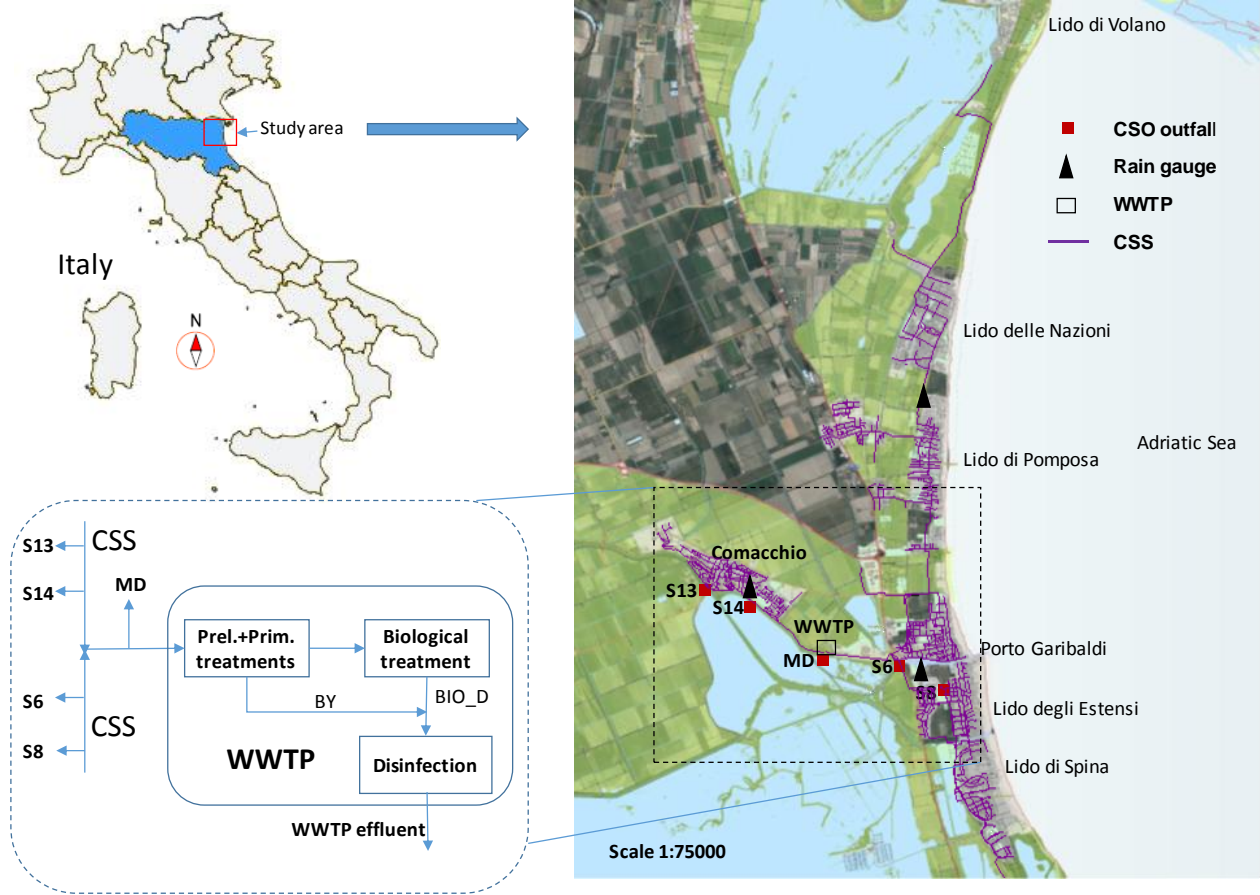 Study area
Italy
N
S13
CSS
S14
MD
S6
CSS
S8
Prel.+Prim.
treatments
Biological
treatment
BY
BIO_D
WWTP
Disinfection
WWTP effluent
Lido di Volano
CSO outfall
Rain gauge
WWTP
CSS
Lido delle Nazioni
Adriatic Sea
Lido di Pomposa
Comacchio
S13
S14
WWTP
MD
S6
S8
Porto Garibaldi
Lido degli Estensi
Lido di Spina
Scale 1:75000